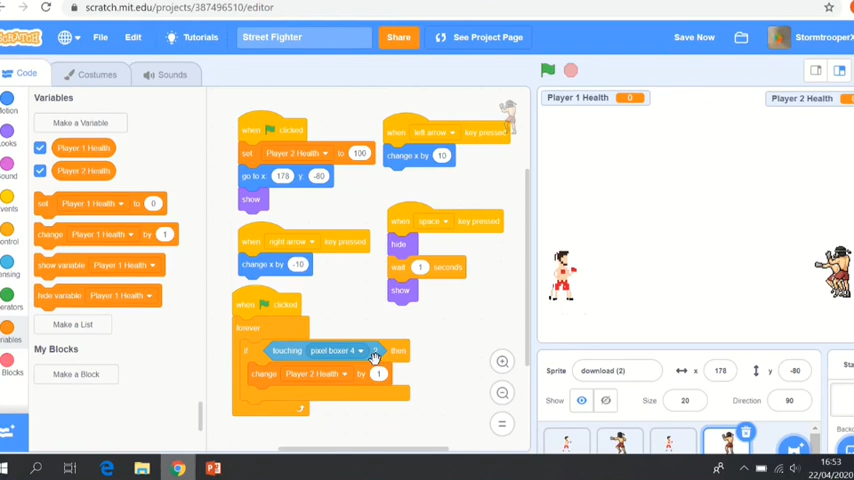 scratch.mit.edu/projects/387496510/editor
SCRATCH File Edit Tutorials Street Fighter Share See Project Page Save Now
Code Costumes Sounds
Variables
Make a Variable
Player 1 Health
Player 2 Health
set Player 1 Health to 0
change Player 1 Health by 1
show variable Player 1 Health
hide variable Player 1 Health
Make a List
My Blocks
Make a Block
Looks
Sound
when clicked
set Player 2 Health to 100
go to x: 178 y: -80
show
when left arrow key pressed
change x by 10
when right arrow key pressed
change x by -10
when space key pressed
hide
wait 1 seconds
show
when clicked
forever
if touching pixel boxer 4 ? then
change Player 2 Health by 1
Player 1 Health 0
Player 2 Health
Sprite download (2) x 178 y -80
Show Size 20 Direction 90
16:53
22/04/2020